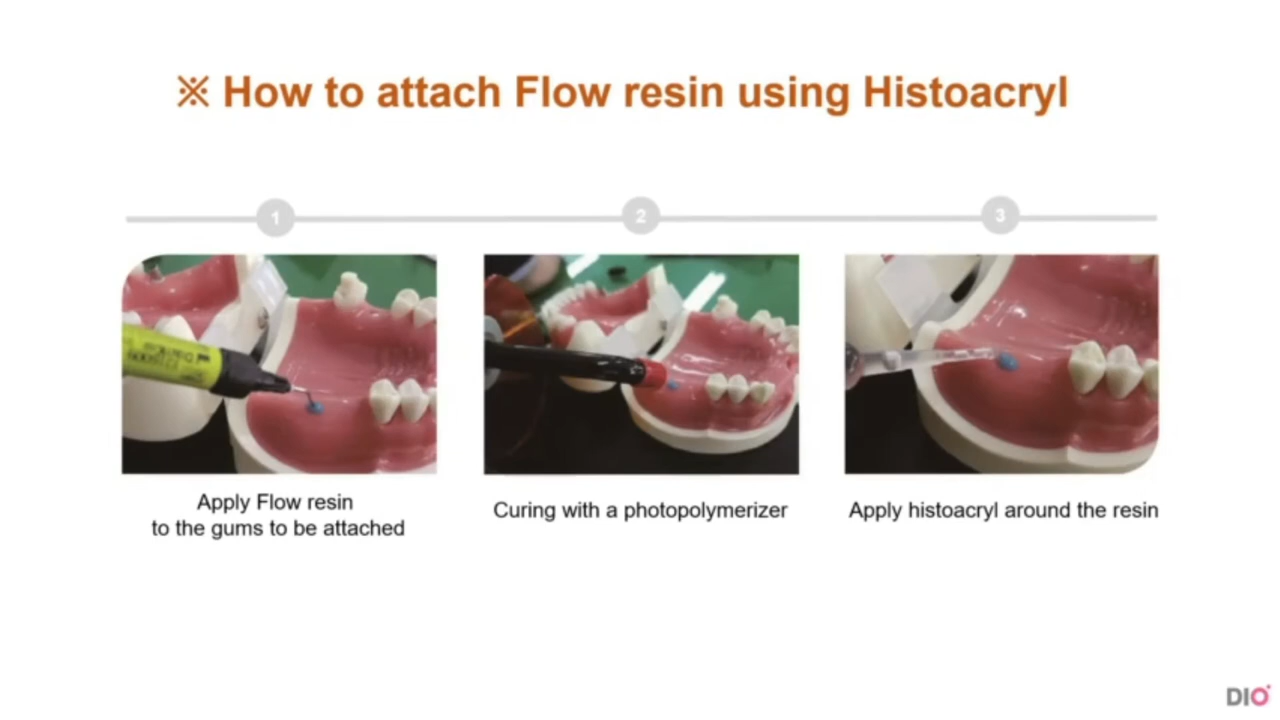 ※ How to attach Flow resin using Histoacryl
1
2
3
Apply Flow resin
to the gums to be attached
Curing with a photopolymerizer
Apply histoacryl around the resin
DIO